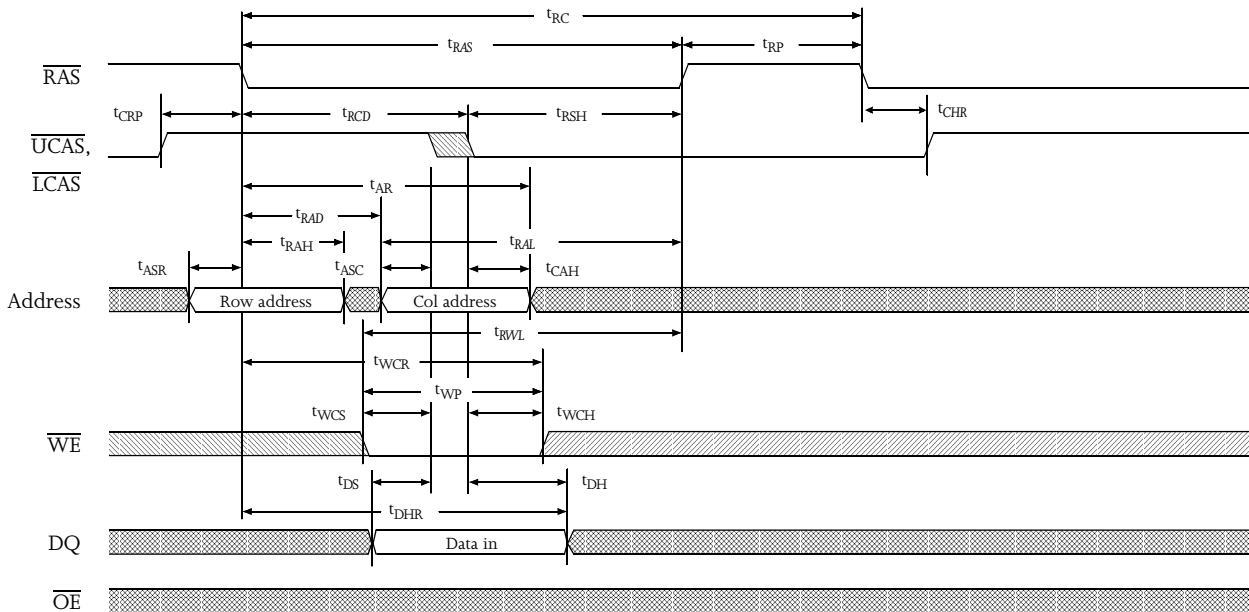 tRC
tRAS tRP
RAS
tCRP tRCD tRSH tCHR
UCAS,
LCAS
tAR
tRAD
tRAH tRAL
tASR tASC tCAH
Address Row address Col address
tRWL
tWCR
tWP
tWCS tWCH
WE
tDS tDH
tDHR
DQ Data in
OE